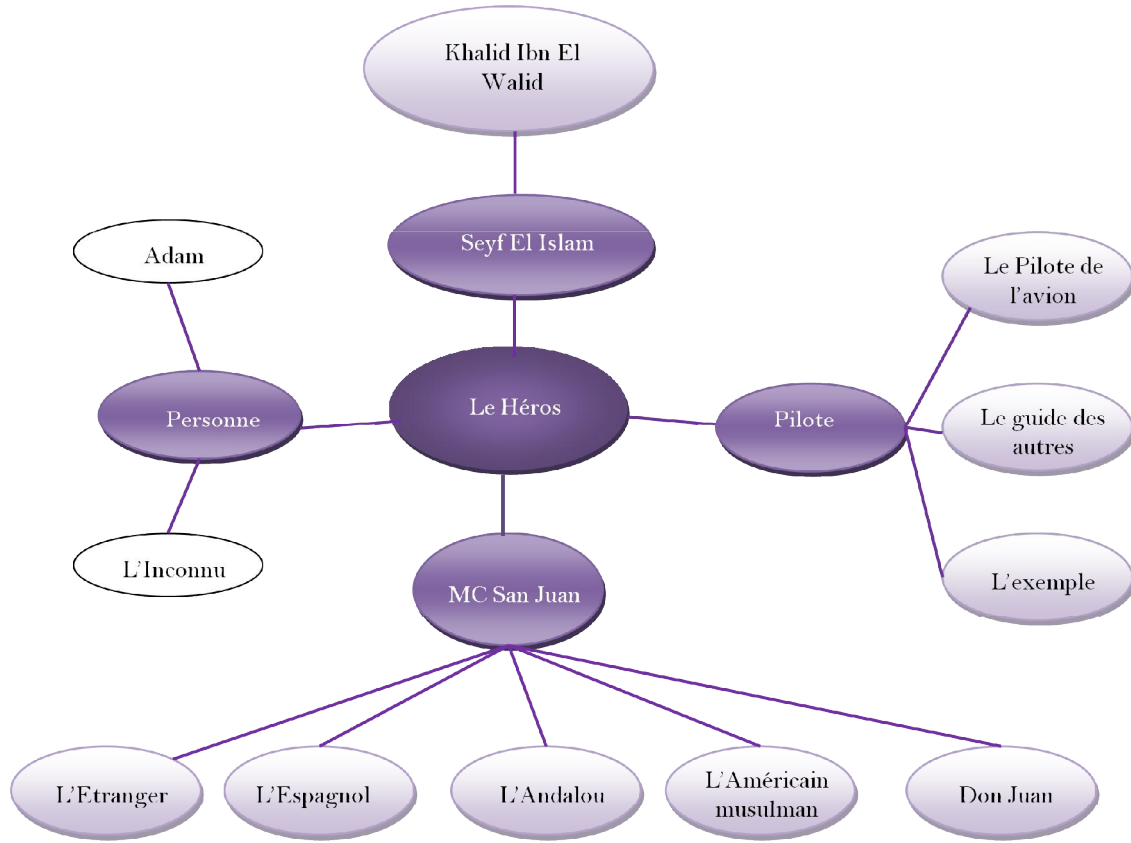 Khalid Ibn El
Walid
Seyf El Islam
Adam
Le Pilote de
l'avion
Personne
Le Héros
Pilote
Le guide des
autres
L'Inconnu
MC San Juan
L'exemple
L'Etranger
L'Espagnol
L'Andalou
L'Américain
musulman
Don Juan